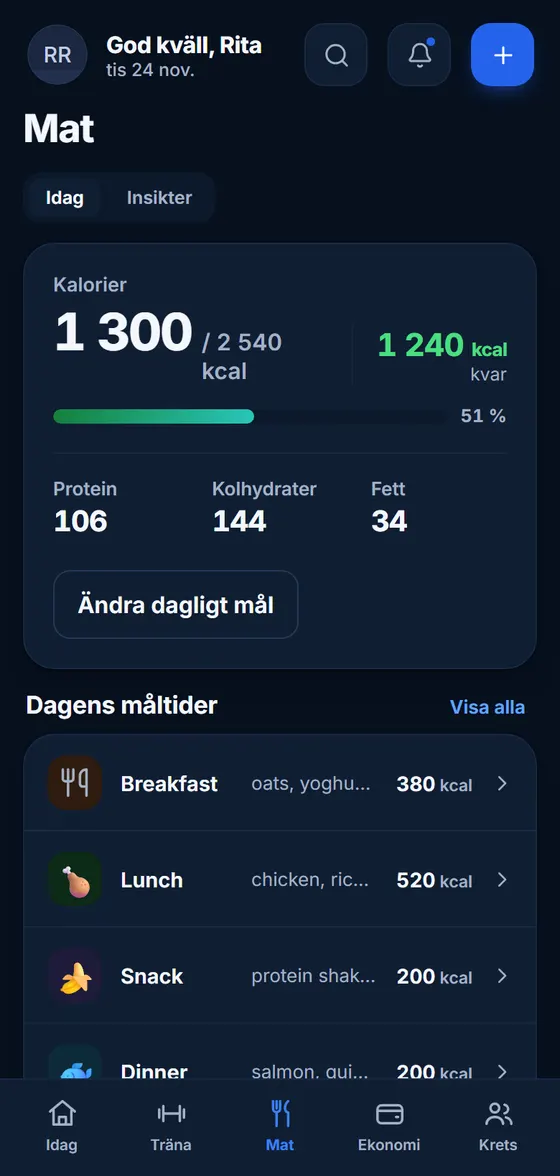 RR
God kväll, Rita
tis 24 nov.
Mat
Idag Insikter
Kalorier
1 300 / 2 540 kcal
1 240 kcal
kvar
51 %
Protein Kolhydrater Fett
106 144 34
Ändra dagligt mål
Dagens måltider Visa alla
Breakfast oats, yoghu... 380 kcal
Lunch chicken, ric... 520 kcal
Snack protein shak... 200 kcal
Dinner salmon, qui... 200 kcal
Idag Träna Mat Ekonomi Krets